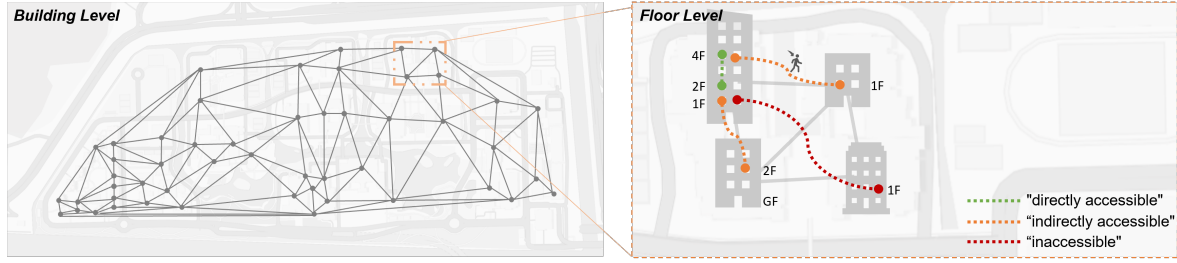 Building Level
Floor Level
4F
2F
1F
1F
2F
GF
1F
"directly accessible"
“indirectly accessible"
“inaccessible"